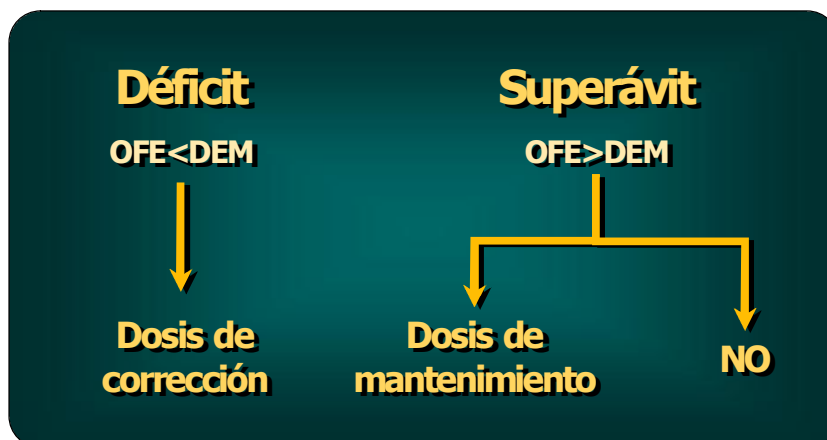 Déficit
OFE<DEM
Dosis de
corrección
Superávit
OFE>DEM
Dosis de
mantenimiento
NO